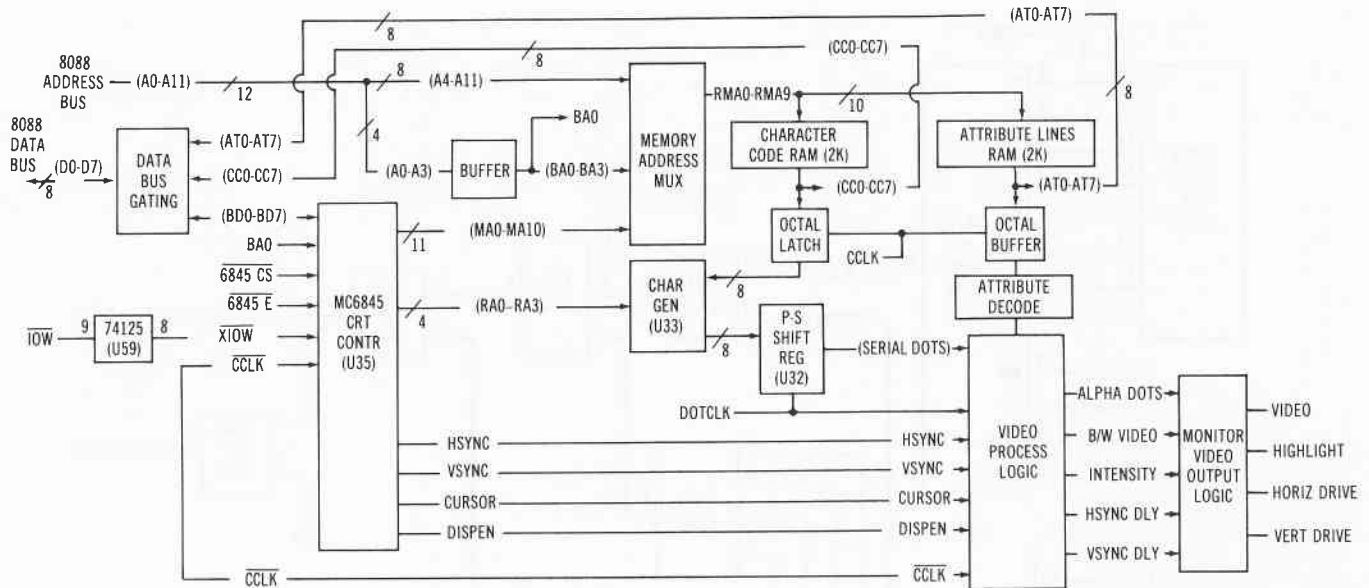 (AT0-AT7)
8
8
(CC0-CC7)
8088
ADDRESS
BUS
(A0-A11)
12
8
(A4-A11)
8
RMA0-RMA9
10
4
BA0
8088
DATA
BUS
(D0-D7)
8
DATA
BUS
GATING
(AT0-AT7)
(CC0-CC7)
(BD0-BD7)
(A0-A3)
BUFFER
(BA0-BA3)
MEMORY
ADDRESS
MUX
CHARACTER
CODE RAM (2K)
ATTRIBUTE LINES
RAM (2K)
(CC0-CC7)
(AT0-AT7)
OCTAL
LATCH
OCTAL
BUFFER
CCLK
ATTRIBUTE
DECODE
11
(MA0-MA10)
BA0
6845 CS
6845 E
XIOW
CCLK
IOW
9
74125
(U59)
8
MC6845
CRT
CONTR
(U35)
4
(RA0-RA3)
CHAR
GEN
(U33)
8
8
P-S
SHIFT
REG
(U32)
(SERIAL DOTS)
DOTCLK
HSYNC
VSYNC
CURSOR
DISPEN
CCLK
HSYNC
VSYNC
CURSOR
DISPEN
CCLK
VIDEO
PROCESS
LOGIC
ALPHA DOTS
B/W VIDEO
INTENSITY
HSYNC DLY
VSYNC DLY
MONITOR
VIDEO
OUTPUT
LOGIC
VIDEO
HIGHLIGHT
HORIZ DRIVE
VERT DRIVE